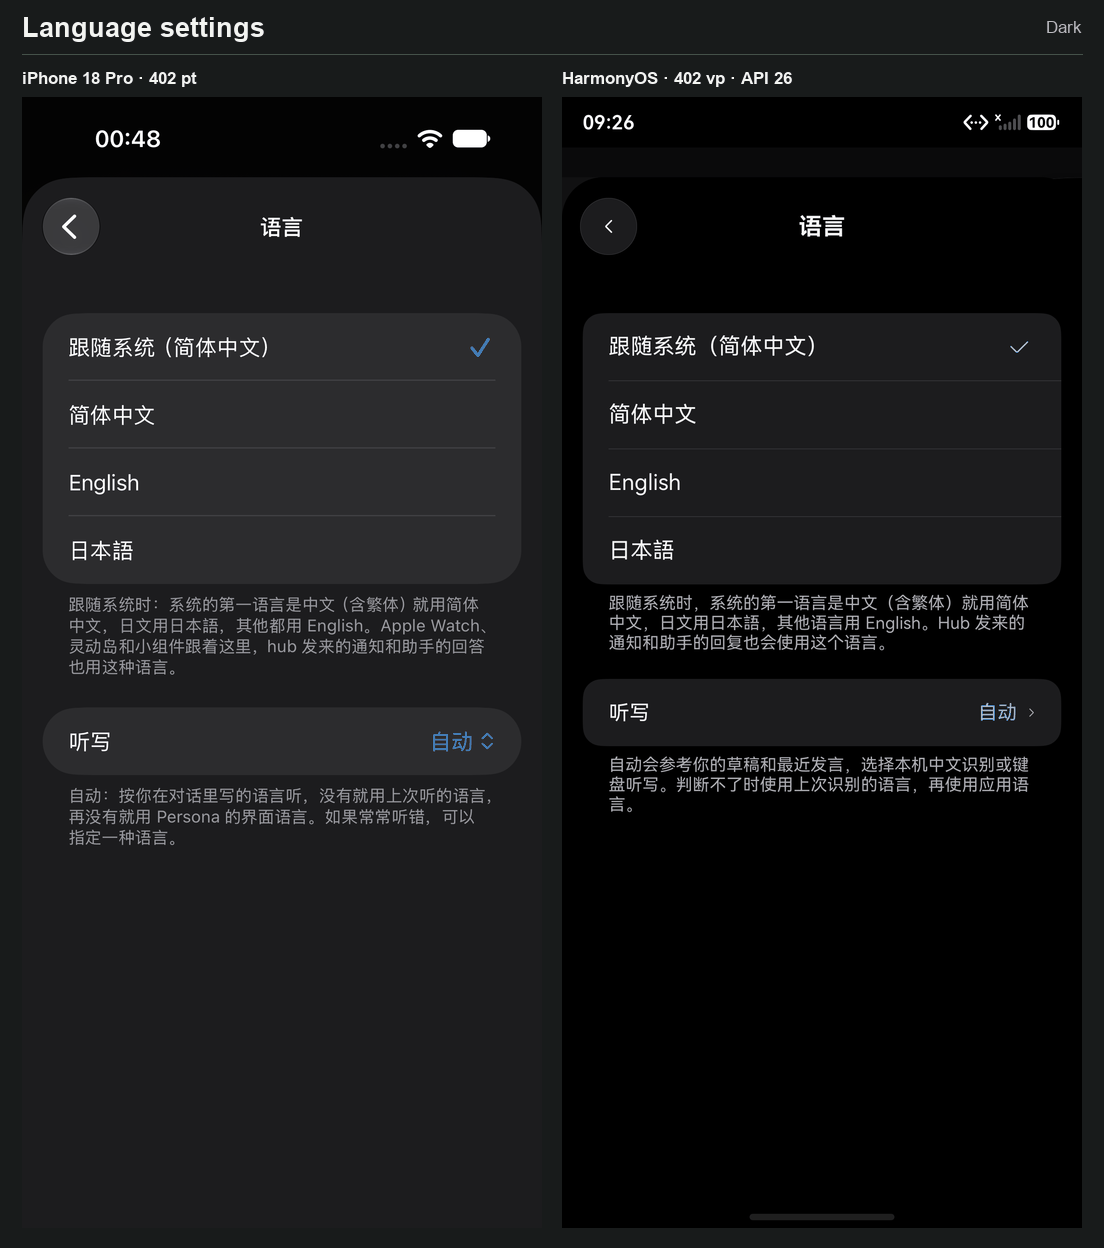 Language settings
Dark
iPhone 18 Pro · 402 pt
00:48
语言
跟随系统（简体中文）
简体中文
English
日本語
跟随系统时：系统的第一语言是中文（含繁体）就用简体
中文，日文用日本語，其他都用 English。Apple Watch、
灵动岛和小组件跟着这里，hub 发来的通知和助手的回答
也用这种语言。
听写
自动
自动：按你在对话里写的语言听，没有就用上次听的语言，
再没有就用 Persona 的界面语言。如果常常听错，可以
指定一种语言。
HarmonyOS · 402 vp · API 26
09:26
100
语言
跟随系统（简体中文）
简体中文
English
日本語
跟随系统时，系统的第一语言是中文（含繁体）就用简体
中文，日文用日本語，其他语言用 English。Hub 发来的
通知和助手的回复也会使用这个语言。
听写
自动
自动会参考你的草稿和最近发言，选择本机中文识别或键
盘听写。判断不了时使用上次识别的语言，再使用应用语
言。